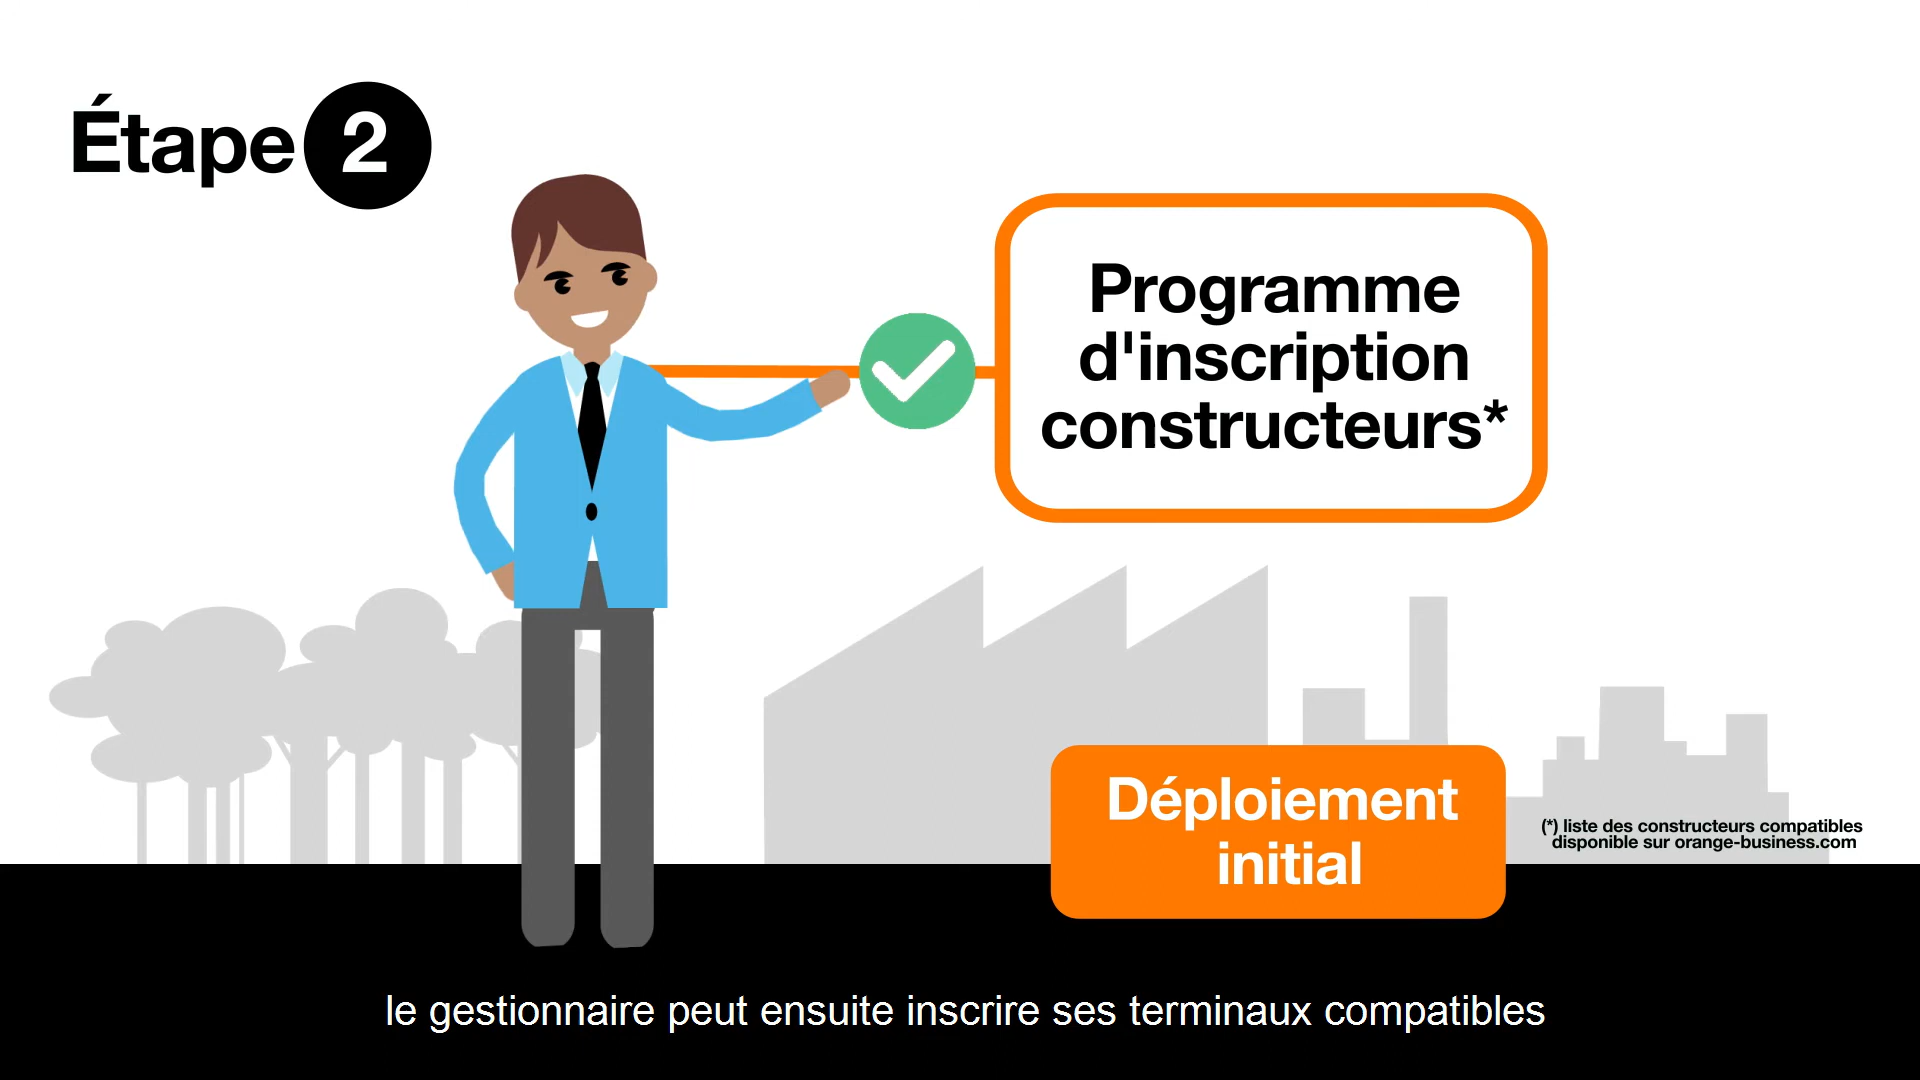 Étape 2
Programme
d'inscription
constructeurs*
Déploiement
initial
(*) liste des constructeurs compatibles
disponible sur orange-business.com
le gestionnaire peut ensuite inscrire ses terminaux compatibles